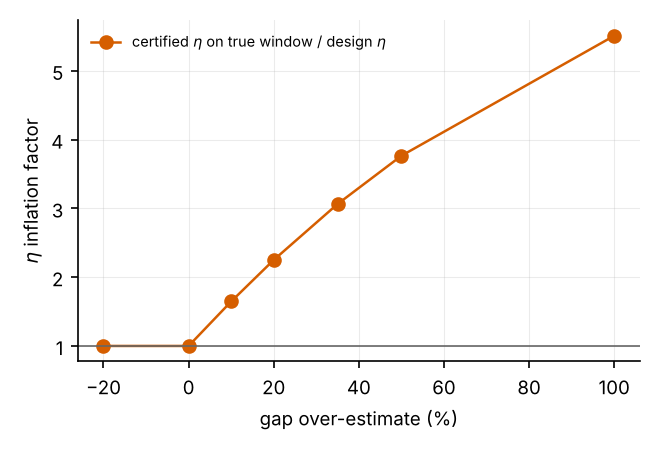 certified η on true window / design η
η inflation factor
5
4
3
2
1
−20 0 20 40 60 80 100
gap over-estimate (%)